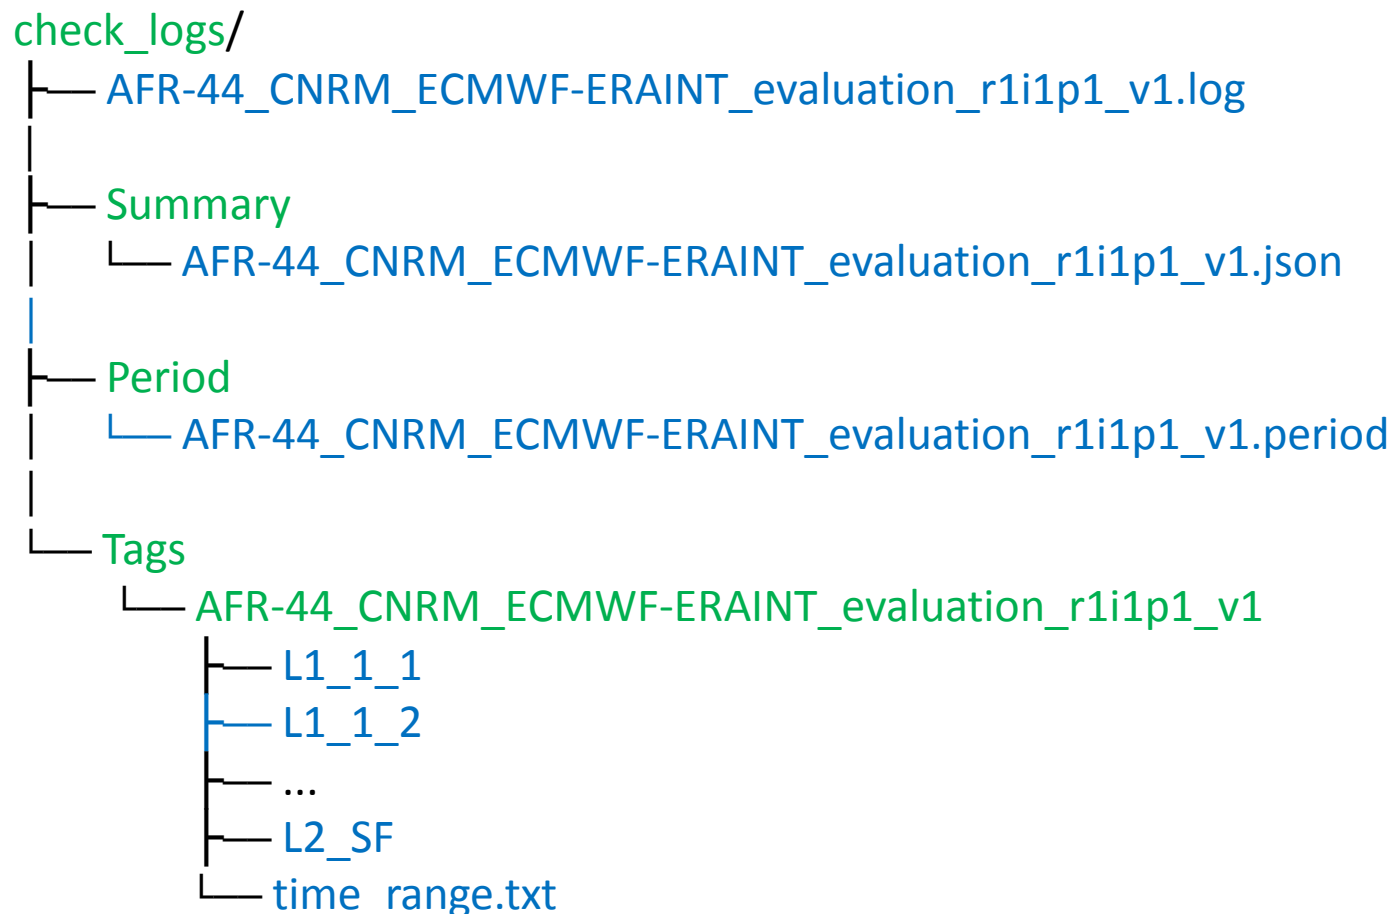 check_logs/
├── AFR-44_CNRM_ECMWF-ERAINT_evaluation_r1i1p1_v1.log
│
├── Summary
│   └── AFR-44_CNRM_ECMWF-ERAINT_evaluation_r1i1p1_v1.json
│
├── Period
│   └── AFR-44_CNRM_ECMWF-ERAINT_evaluation_r1i1p1_v1.period
│
└── Tags
    └── AFR-44_CNRM_ECMWF-ERAINT_evaluation_r1i1p1_v1
        ├── L1_1_1
        ├── L1_1_2
        ├── ...
        ├── L2_SF
        └── time_range.txt